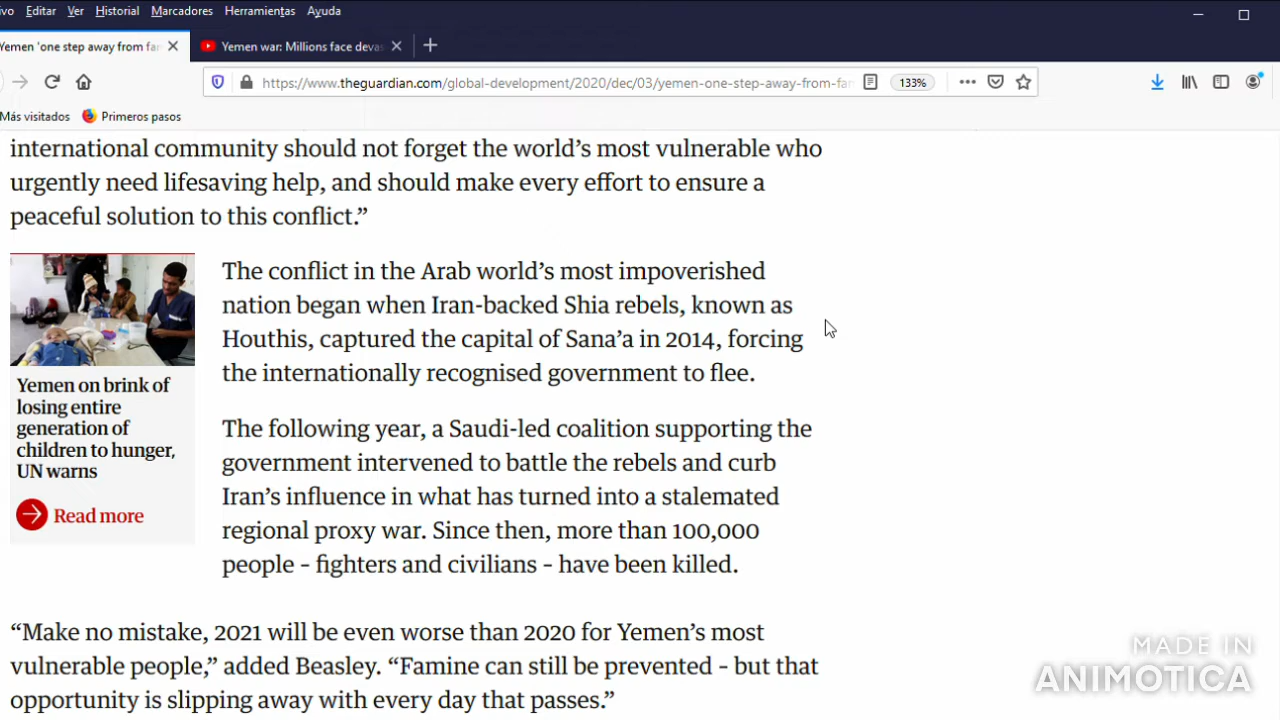 ivo Editar Ver Historial Marcadores Herramientas Ayuda
Yemen 'one step away from fam
Yemen war: Millions face devas
https://www.theguardian.com/global-development/2020/dec/03/yemen-one-step-away-from-fam
133%
Más visitados Primeros pasos
international community should not forget the world’s most vulnerable who
urgently need lifesaving help, and should make every effort to ensure a
peaceful solution to this conflict.”
The conflict in the Arab world’s most impoverished
nation began when Iran-backed Shia rebels, known as
Houthis, captured the capital of Sana’a in 2014, forcing
the internationally recognised government to flee.
The following year, a Saudi-led coalition supporting the
government intervened to battle the rebels and curb
Iran’s influence in what has turned into a stalemated
regional proxy war. Since then, more than 100,000
people – fighters and civilians – have been killed.
Yemen on brink of
losing entire
generation of
children to hunger,
UN warns
Read more
“Make no mistake, 2021 will be even worse than 2020 for Yemen’s most
vulnerable people,” added Beasley. “Famine can still be prevented – but that
opportunity is slipping away with every day that passes.”
MADE IN
ANIMOTICA